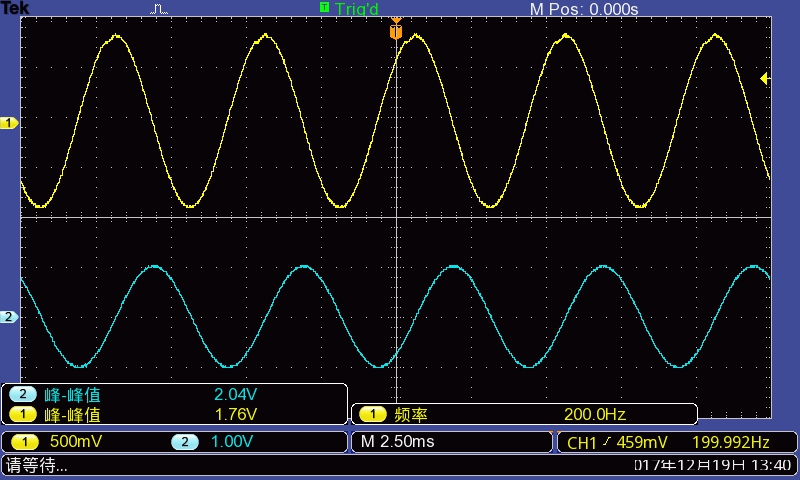 Tek Trig'd M Pos: 0.000s
T
1
2
2 峰-峰值 2.04V
1 峰-峰值 1.76V
1 频率 200.0Hz
1 500mV 2 1.00V M 2.50ms CH1 459mV 199.992Hz
请等待... 017年12月19日 13:40